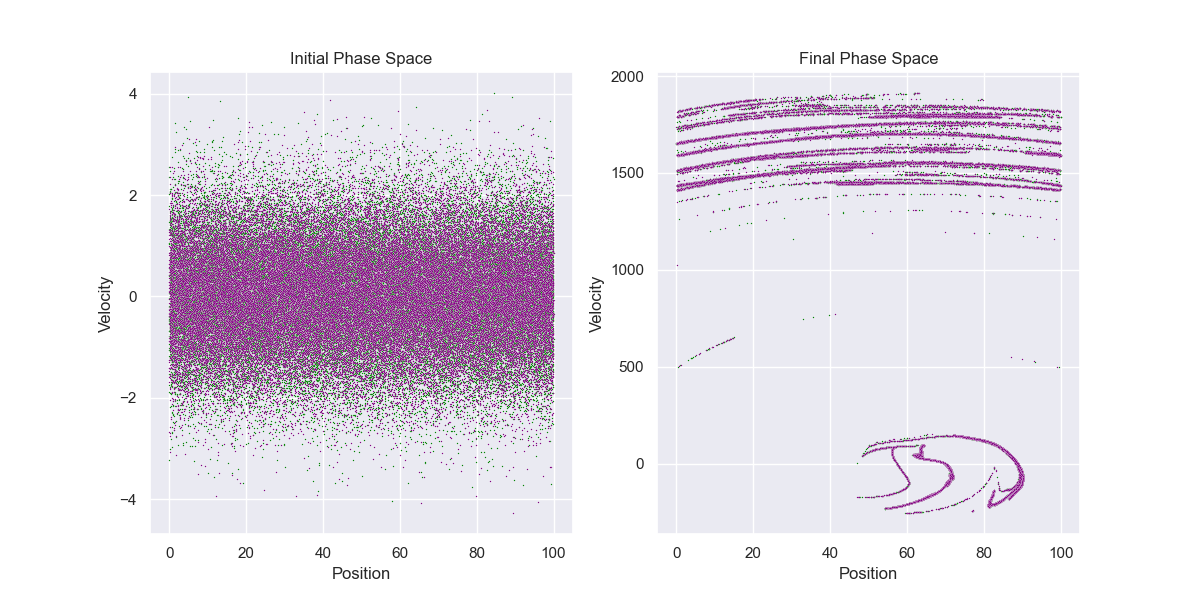 Initial Phase Space
Velocity
4
2
0
−2
−4
0 20 40 60 80 100
Position
Final Phase Space
Velocity
2000
1500
1000
500
0
0 20 40 60 80 100
Position